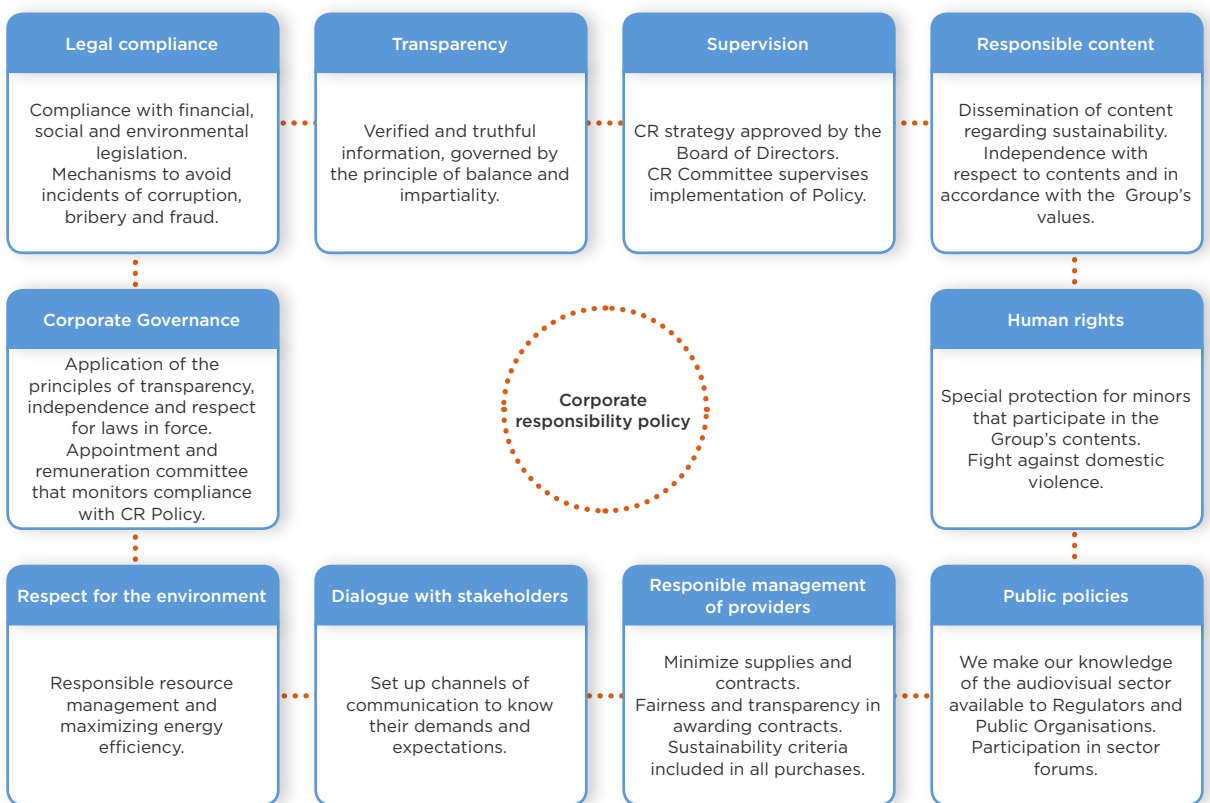 Legal compliance
Compliance with financial,
social and environmental
legislation.
Mechanisms to avoid
incidents of corruption,
bribery and fraud.
Transparency
Verified and truthful
information, governed by
the principle of balance and
impartiality.
Supervision
CR strategy approved by the
Board of Directors.
CR Committee supervises
implementation of Policy.
Responsible content
Dissemination of content
regarding sustainability.
Independence with
respect to contents and in
accordance with the Group's
values.
Corporate Governance
Application of the
principles of transparency,
independence and respect
for laws in force.
Appointment and
remuneration committee
that monitors compliance
with CR Policy.
Corporate
responsibility policy
Human rights
Special protection for minors
that participate in the
Group's contents.
Fight against domestic
violence.
Respect for the environment
Responsible resource
management and
maximizing energy
efficiency.
Dialogue with stakeholders
Set up channels of
communication to know
their demands and
expectations.
Responible management
of providers
Minimize supplies and
contracts.
Fairness and transparency in
awarding contracts.
Sustainability criteria
included in all purchases.
Public policies
We make our knowledge
of the audiovisual sector
available to Regulators and
Public Organisations.
Participation in sector
forums.